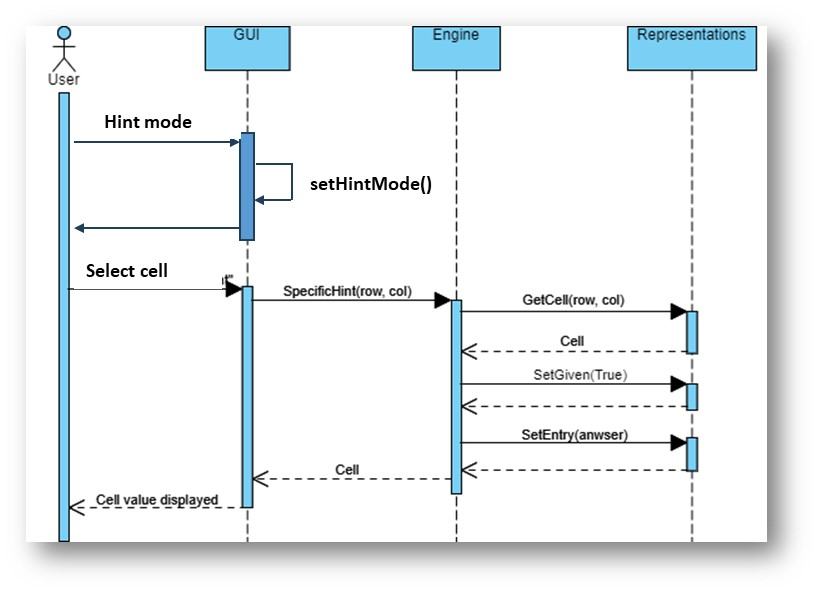 GUI
Engine
Representations
User
Hint mode
setHintMode()
Select cell
SpecificHint(row, col)
GetCell(row, col)
Cell
SetGiven(True)
SetEntry(anwser)
Cell
Cell value displayed